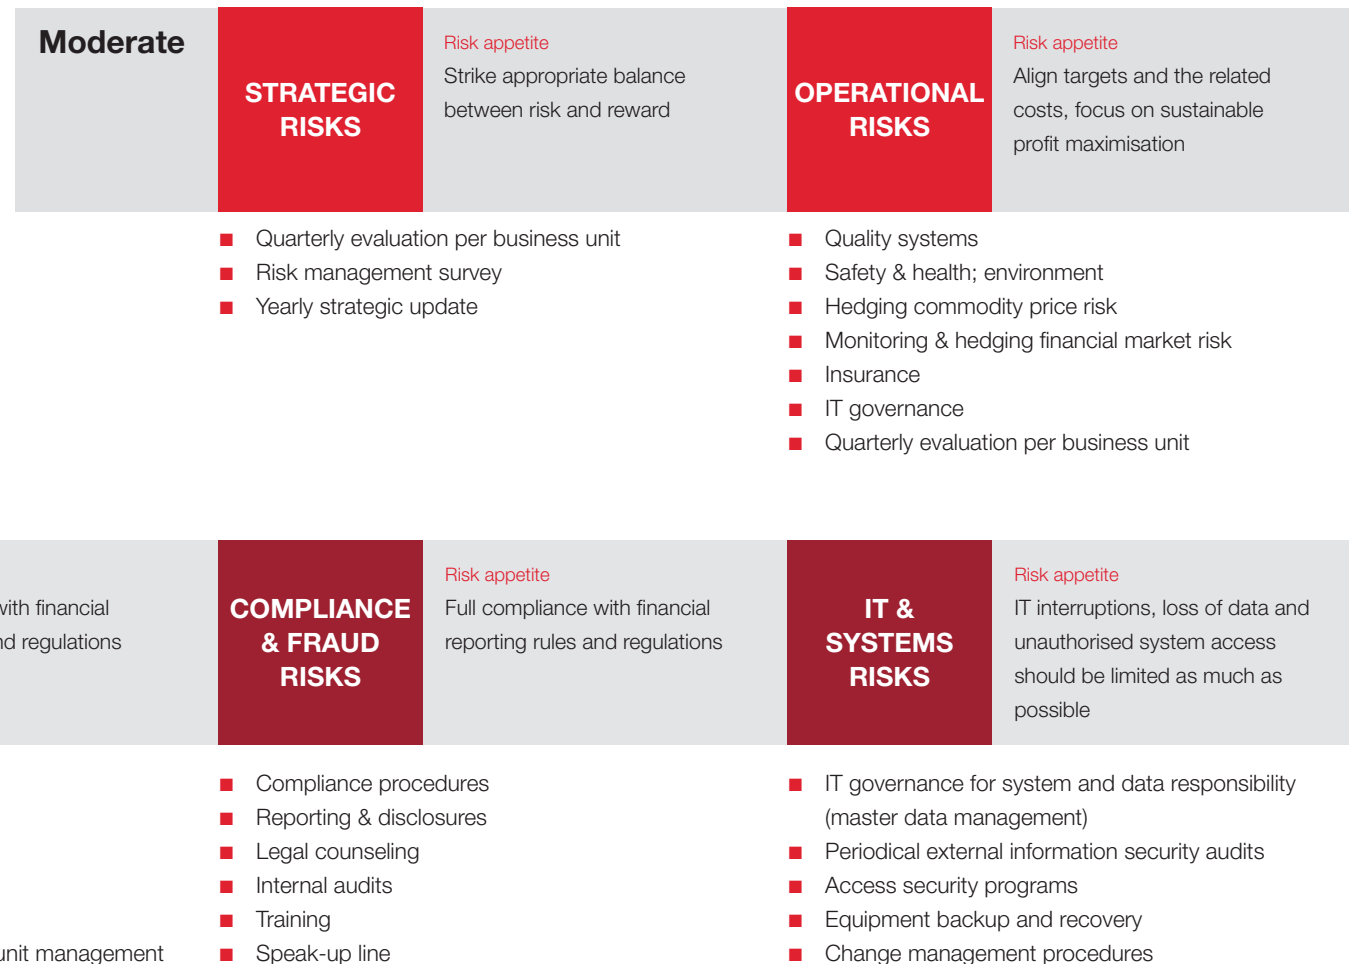 Moderate
STRATEGIC
RISKS
Risk appetite
Strike appropriate balance
between risk and reward
OPERATIONAL
RISKS
Risk appetite
Align targets and the related
costs, focus on sustainable
profit maximisation
■ Quarterly evaluation per business unit
■ Risk management survey
■ Yearly strategic update
■ Quality systems
■ Safety & health; environment
■ Hedging commodity price risk
■ Monitoring & hedging financial market risk
■ Insurance
■ IT governance
■ Quarterly evaluation per business unit
with financial
nd regulations
COMPLIANCE
& FRAUD
RISKS
Risk appetite
Full compliance with financial
reporting rules and regulations
IT &
SYSTEMS
RISKS
Risk appetite
IT interruptions, loss of data and
unauthorised system access
should be limited as much as
possible
unit management
■ Compliance procedures
■ Reporting & disclosures
■ Legal counseling
■ Internal audits
■ Training
■ Speak-up line
■ IT governance for system and data responsibility
(master data management)
■ Periodical external information security audits
■ Access security programs
■ Equipment backup and recovery
■ Change management procedures